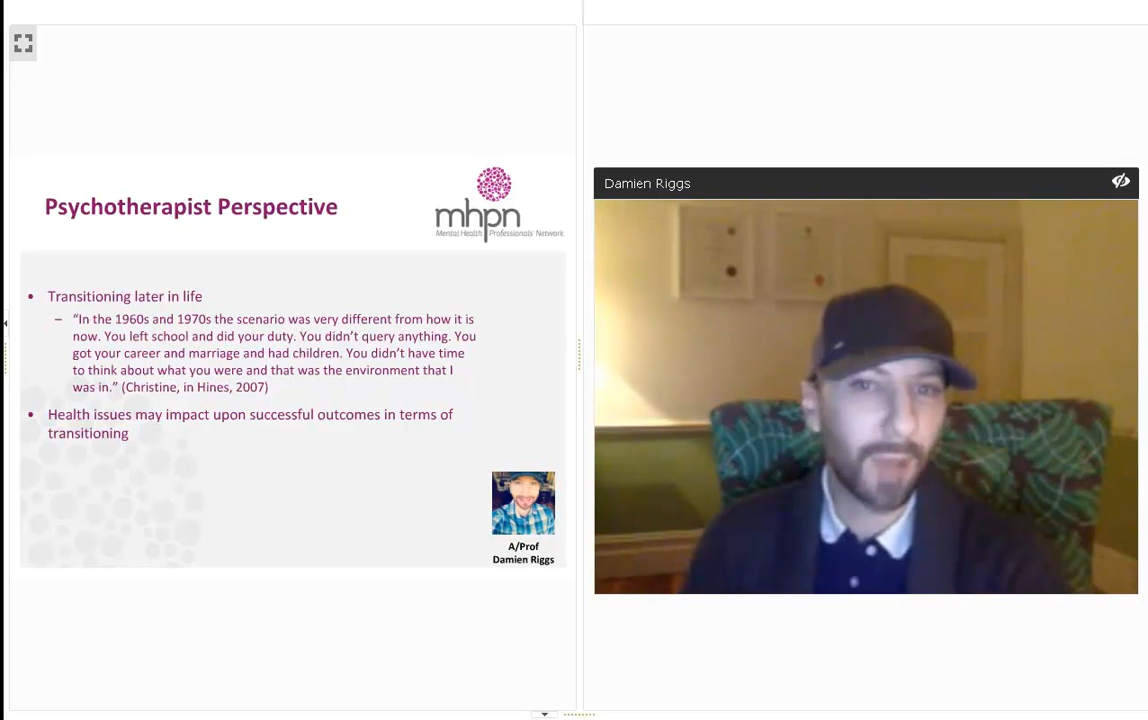 Psychotherapist Perspective
mhpn
Mental Health Professionals' Network
• Transitioning later in life
– “In the 1960s and 1970s the scenario was very different from how it is
now. You left school and did your duty. You didn't query anything. You
got your career and marriage and had children. You didn't have time
to think about what you were and that was the environment that I
was in.” (Christine, in Hines, 2007)
• Health issues may impact upon successful outcomes in terms of
transitioning
A/Prof
Damien Riggs
Damien Riggs